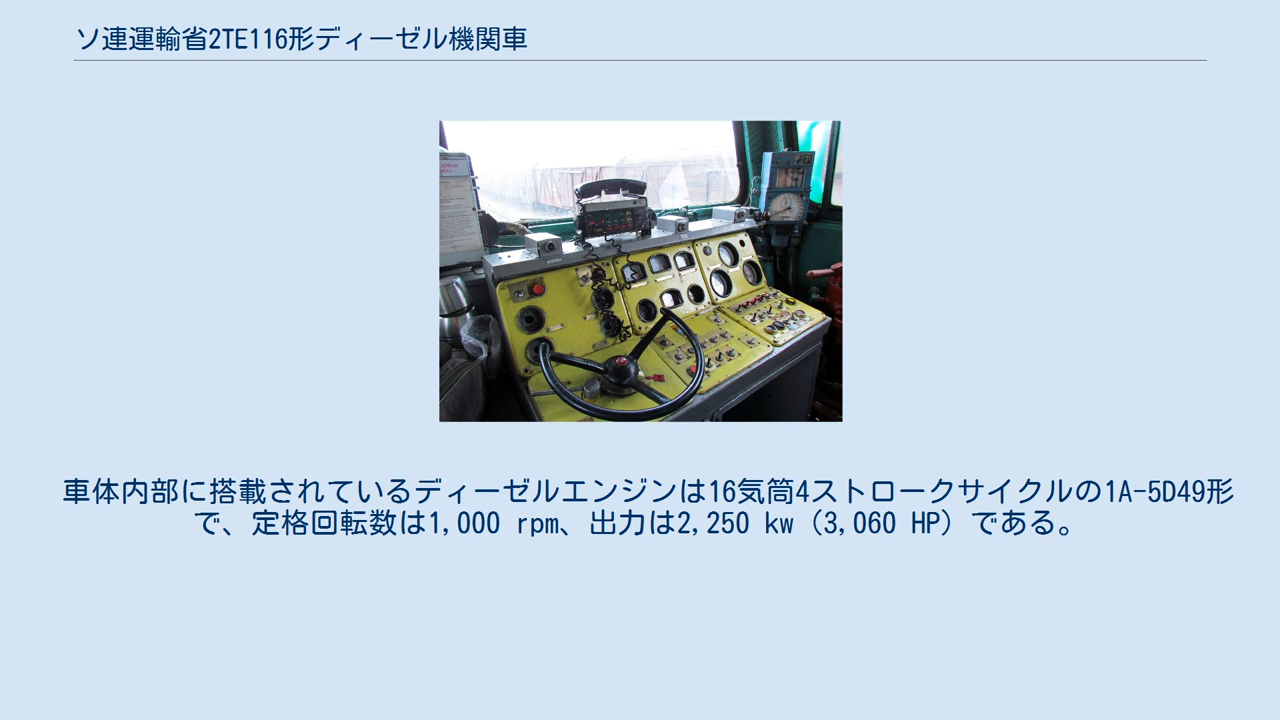 ソ連運輸省2TE116形ディーゼル機関車
車体内部に搭載されているディーゼルエンジンは16気筒4ストロークサイクルの1A-5D49形
で、定格回転数は1,000 rpm、出力は2,250 kw（3,060 HP）である。